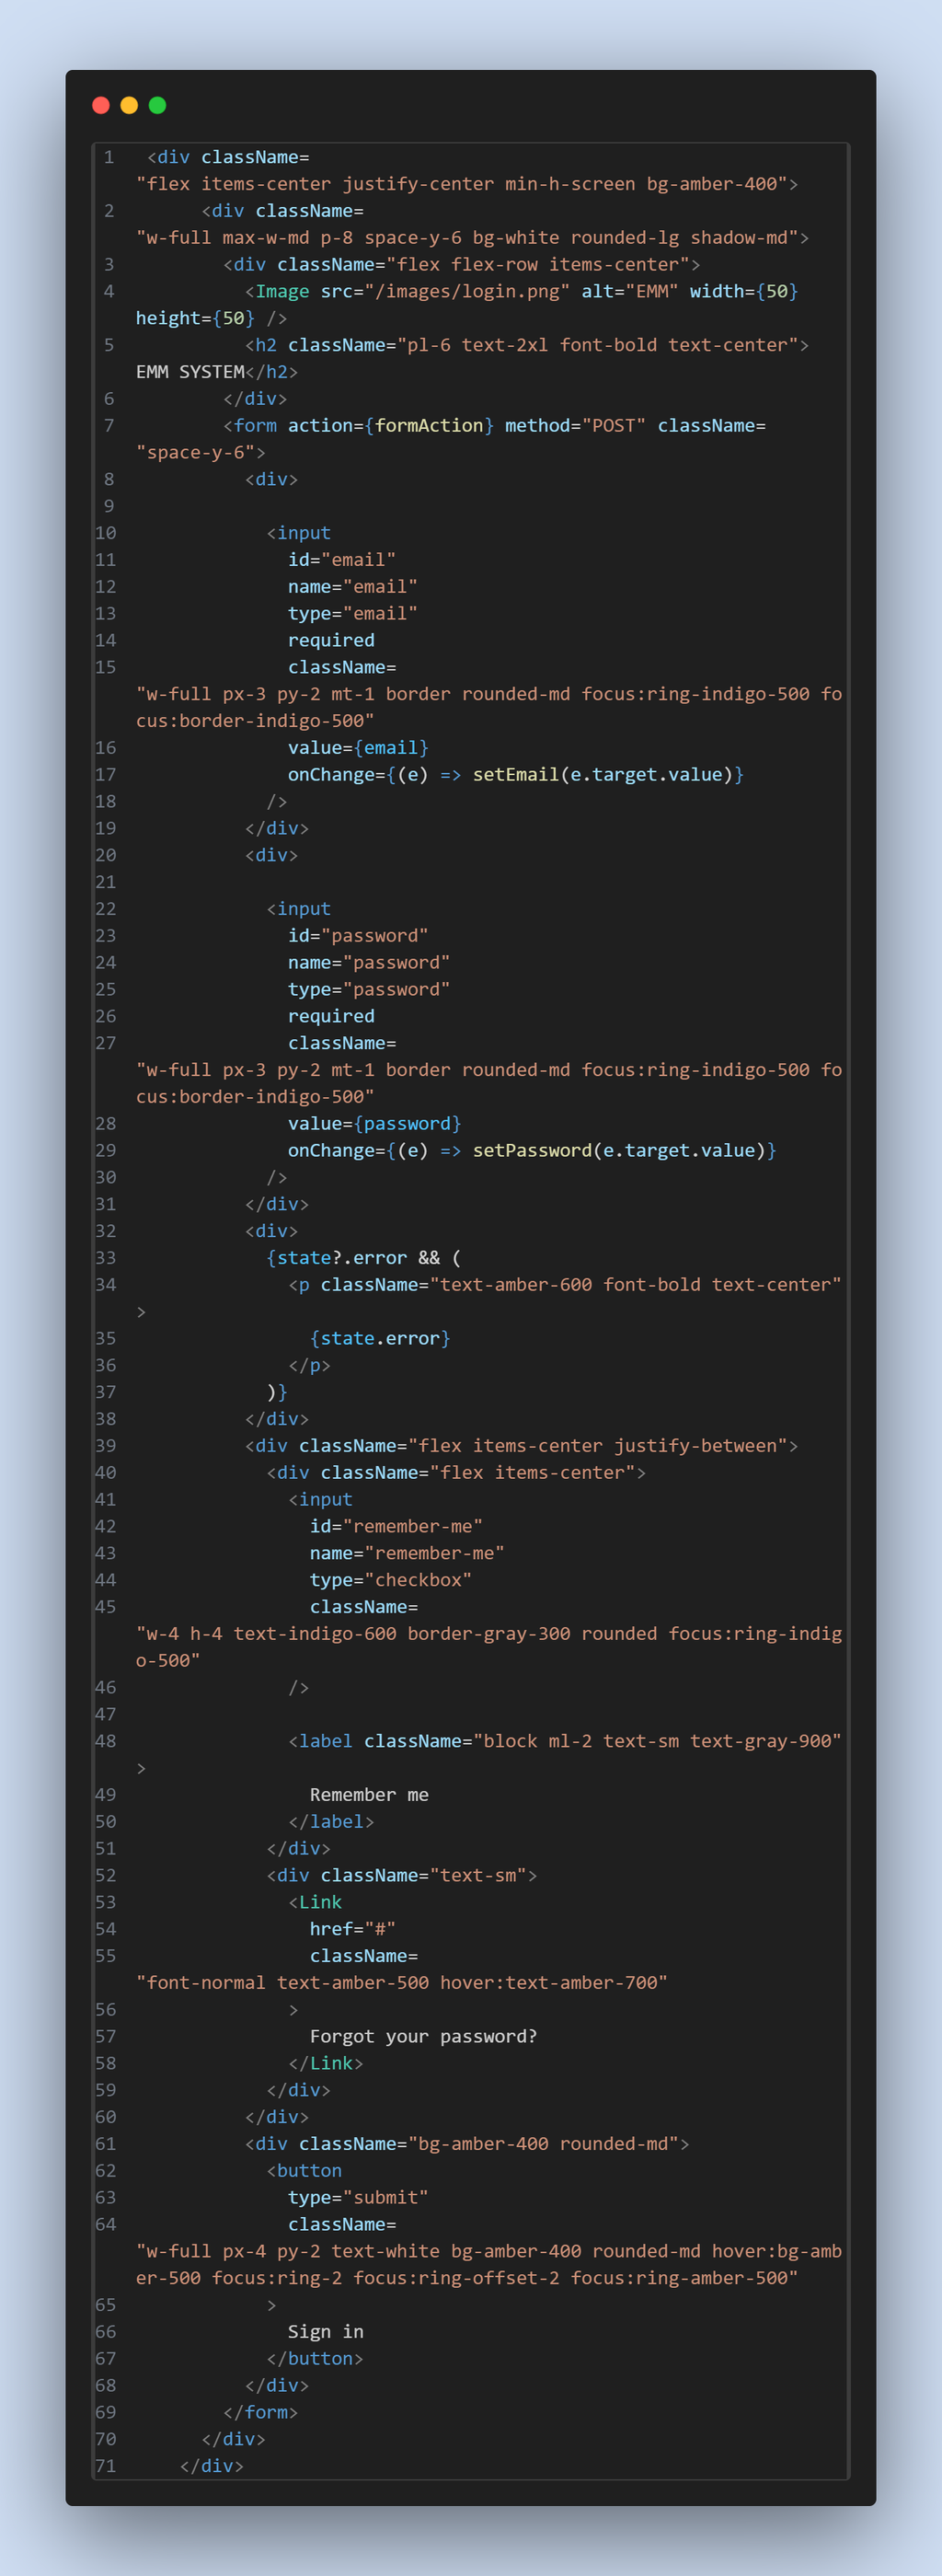 1 <div className=
"flex items-center justify-center min-h-screen bg-amber-400">
2 <div className=
"w-full max-w-md p-8 space-y-6 bg-white rounded-lg shadow-md">
3 <div className="flex flex-row items-center">
4 <Image src="/images/login.png" alt="EMM" width={50}
height={50} />
5 <h2 className="pl-6 text-2xl font-bold text-center">
EMM SYSTEM</h2>
6 </div>
7 <form action={formAction} method="POST" className=
"space-y-6">
8 <div>
9
10 <input
11 id="email"
12 name="email"
13 type="email"
14 required
15 className=
"w-full px-3 py-2 mt-1 border rounded-md focus:ring-indigo-500 fo
cus:border-indigo-500"
16 value={email}
17 onChange={(e) => setEmail(e.target.value)}
18 />
19 </div>
20 <div>
21
22 <input
23 id="password"
24 name="password"
25 type="password"
26 required
27 className=
"w-full px-3 py-2 mt-1 border rounded-md focus:ring-indigo-500 fo
cus:border-indigo-500"
28 value={password}
29 onChange={(e) => setPassword(e.target.value)}
30 />
31 </div>
32 <div>
33 {state?.error && (
34 <p className="text-amber-600 font-bold text-center"
>
35 {state.error}
36 </p>
37 )}
38 </div>
39 <div className="flex items-center justify-between">
40 <div className="flex items-center">
41 <input
42 id="remember-me"
43 name="remember-me"
44 type="checkbox"
45 className=
"w-4 h-4 text-indigo-600 border-gray-300 rounded focus:ring-indig
o-500"
46 />
47
48 <label className="block ml-2 text-sm text-gray-900"
>
49 Remember me
50 </label>
51 </div>
52 <div className="text-sm">
53 <Link
54 href="#"
55 className=
"font-normal text-amber-500 hover:text-amber-700"
56 >
57 Forgot your password?
58 </Link>
59 </div>
60 </div>
61 <div className="bg-amber-400 rounded-md">
62 <button
63 type="submit"
64 className=
"w-full px-4 py-2 text-white bg-amber-400 rounded-md hover:bg-amb
er-500 focus:ring-2 focus:ring-offset-2 focus:ring-amber-500"
65 >
66 Sign in
67 </button>
68 </div>
69 </form>
70 </div>
71 </div>